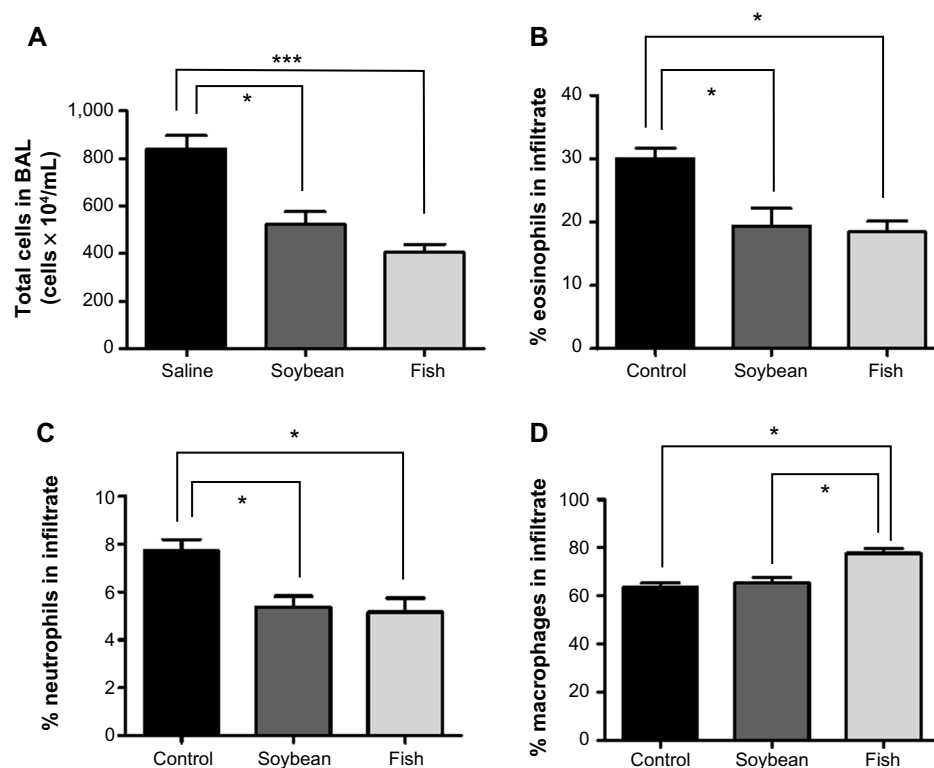 A
***
*
Total cells in BAL
(cells × 10⁴/mL)
1,000
800
600
400
200
0
Saline
Soybean
Fish
B
*
*
% eosinophils in infiltrate
40
30
20
10
0
Control
Soybean
Fish
C
*
*
% neutrophils in infiltrate
10
8
6
4
2
0
Control
Soybean
Fish
D
*
*
% macrophages in infiltrate
100
80
60
40
20
0
Control
Soybean
Fish